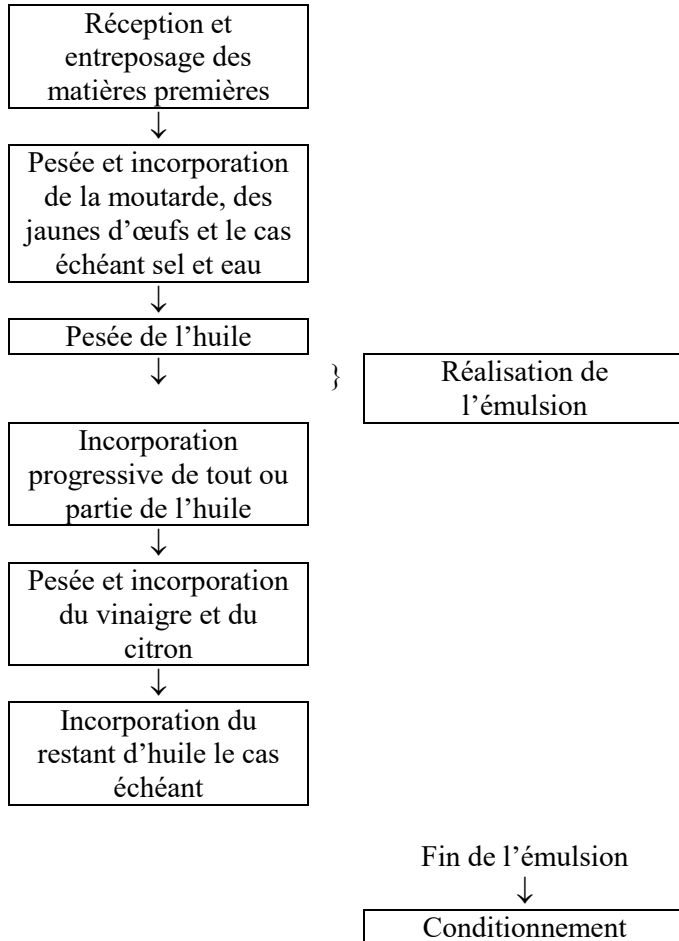 Réception et
entreposage des
matières premières
↓
Pesée et incorporation
de la moutarde, des
jaunes d’œufs et le cas
échéant sel et eau
↓
Pesée de l’huile
↓
}
Réalisation de
l’émulsion
Incorporation
progressive de tout ou
partie de l’huile
↓
Pesée et incorporation
du vinaigre et du
citron
↓
Incorporation du
restant d’huile le cas
échéant
Fin de l’émulsion
↓
Conditionnement